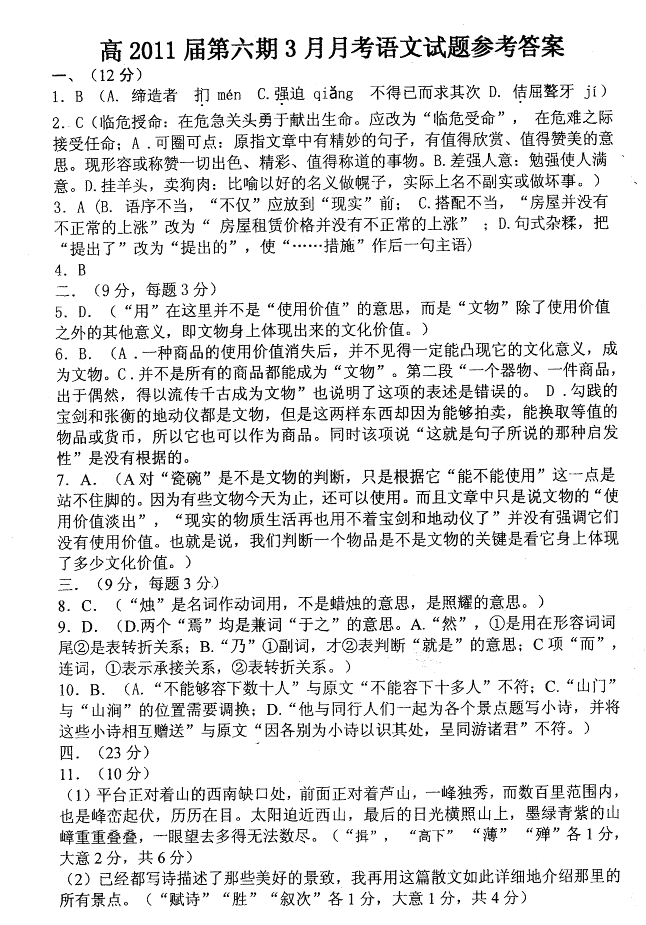 高 2011 届第六期 3 月月考语文试题参考答案
一、（12 分）
1．B （A. 缔造者 扪 mén C.强迫 qiǎng 不得已而求其次 D. 佶屈聱牙 jí）
2．C（临危授命：在危急关头勇于献出生命。应改为“临危受命”， 在危难之际
接受任命；A .可圈可点：原指文章中有精妙的句子，有值得欣赏、值得赞美的意
思。现形容或称赞一切出色、精彩、值得称道的事物。B.差强人意：勉强使人满
意。D.挂羊头，卖狗肉：比喻以好的名义做幌子，实际上名不副实或做坏事。）
3．A (B. 语序不当，“不仅”应放到“现实”前； C.搭配不当，“房屋并没有
不正常的上涨”改为“ 房屋租赁价格并没有不正常的上涨” ；D.句式杂糅，把
“提出了”改为“提出的”，使“……措施”作后一句主语)
4．B
二．（9 分，每题 3 分）
5．D．（“用”在这里并不是“使用价值”的意思，而是“文物”除了使用价值
之外的其他意义，即文物身上体现出来的文化价值。）
6．B．（A .一种商品的使用价值消失后，并不见得一定能凸现它的文化意义，成
为文物。C .并不是所有的商品都能成为“文物”。第二段“一个器物、一件商品，
出于偶然，得以流传千古成为文物”也说明了这项的表述是错误的。 D .勾践的
宝剑和张衡的地动仪都是文物，但是这两样东西却因为能够拍卖，能换取等值的
物品或货币，所以它也可以作为商品。同时该项说“这就是句子所说的那种启发
性”是没有根据的。
7．A．（A 对“瓷碗”是不是文物的判断，只是根据它“能不能使用”这一点是
站不住脚的。因为有些文物今天为止，还可以使用。而且文章中只是说文物的“使
用价值淡出”，“现实的物质生活再也用不着宝剑和地动仪了”并没有强调它们
没有使用价值。也就是说，我们判断一个物品是不是文物的关键是看它身上体现
了多少文化价值。）
三．（9 分，每题 3 分）
8．C．（“烛”是名词作动词用，不是蜡烛的意思，是照耀的意思。）
9．D．（D.两个“焉”均是兼词“于之”的意思。A.“然”，①是用在形容词词
尾②是表转折关系；B.“乃”①副词，才②表判断“就是”的意思；C 项“而”，
连词，①表示承接关系，②表转折关系。）
10．B．（A.“不能够容下数十人”与原文“不能容下十多人”不符；C.“山门”
与“山涧”的位置需要调换；D.“他与同行人们一起为各个景点题写小诗，并将
这些小诗相互赠送”与原文“因各别为小诗以识其处，呈同游诸君”不符。）
四．（23 分）
11．（10 分）
（1）平台正对着山的西南缺口处，前面正对着芦山，一峰独秀，而数百里范围内，
也是峰峦起伏，历历在目。太阳迫近西山，最后的日光横照山上，墨绿青紫的山
嶂重重叠叠，一眼望去多得无法数尽。（“揖”， “高下” “薄” “殚”各 1 分，
大意 2 分，共 6 分）
（2）已经都写诗描述了那些美好的景致，我再用这篇散文如此详细地介绍那里的
所有景点。（“赋诗”“胜”“叙次”各 1 分，大意 1 分，共 4 分）